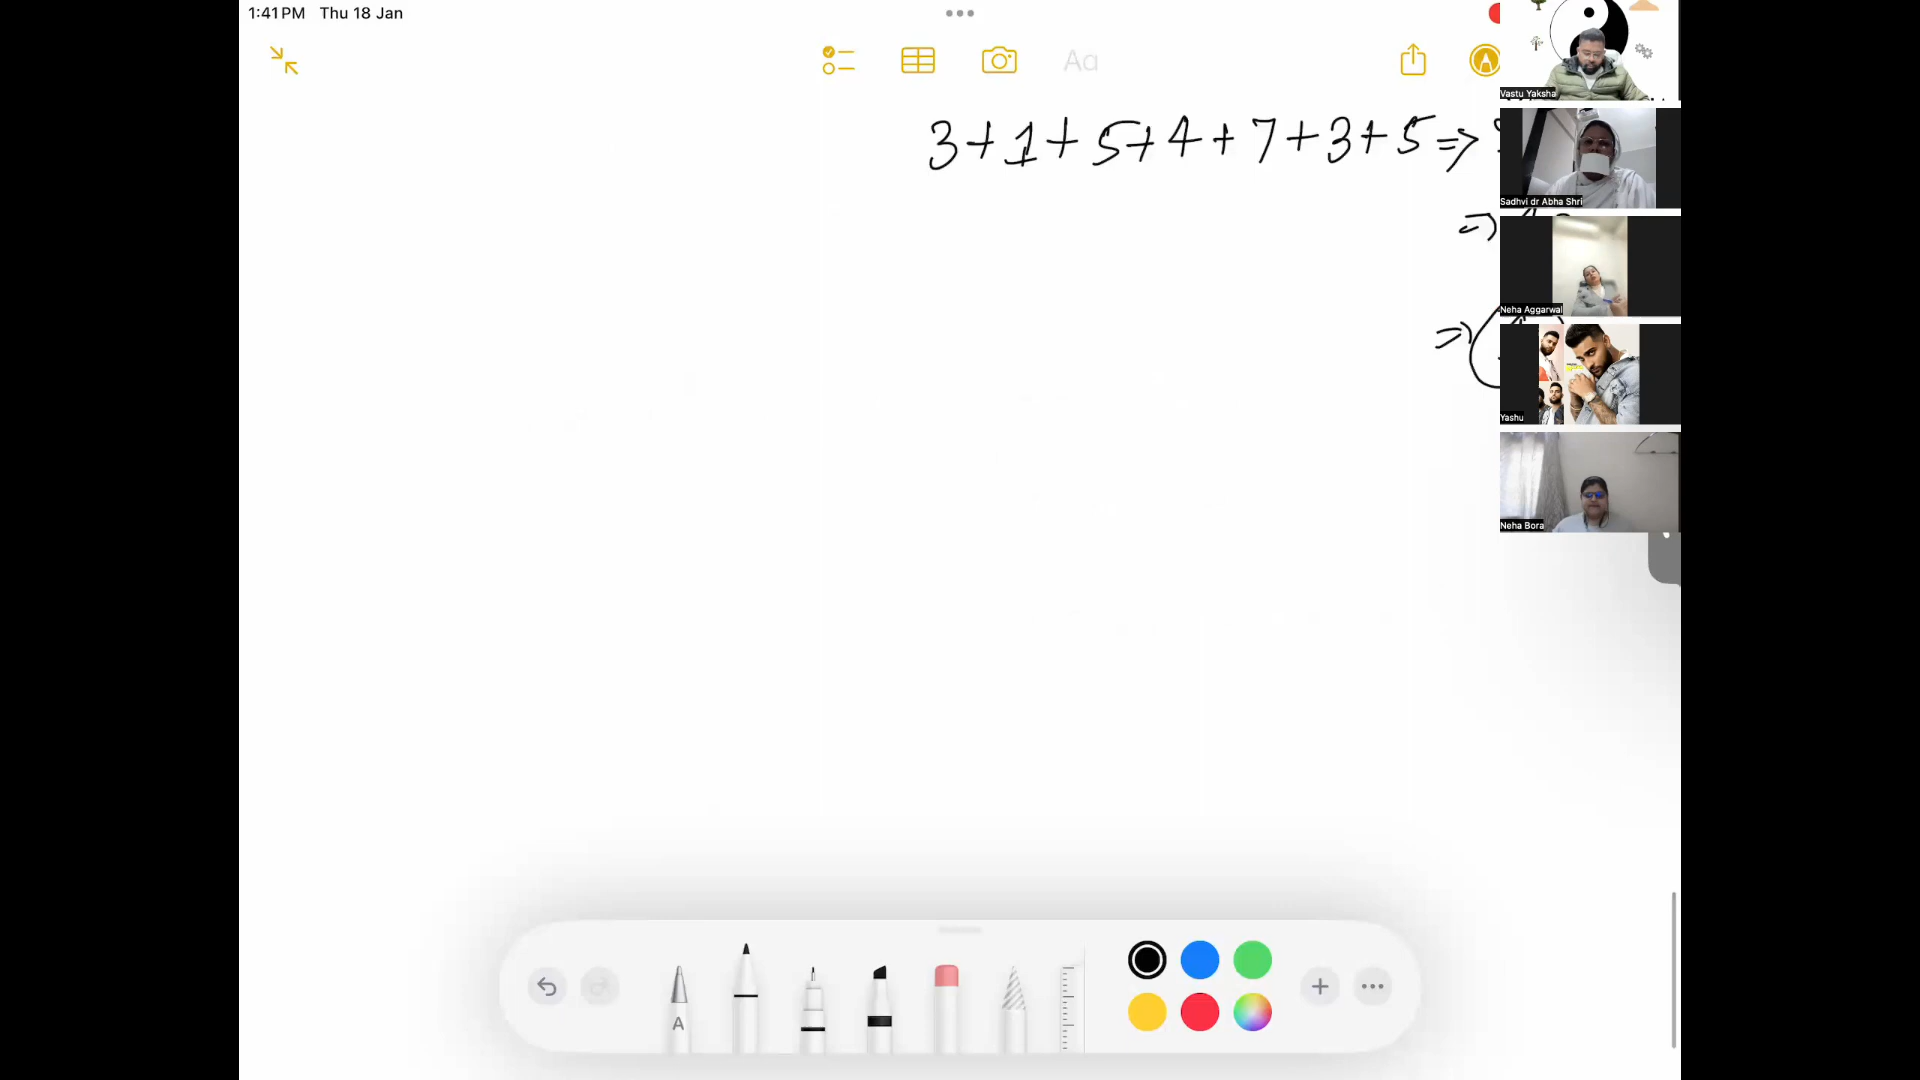 1:41 PM Thu 18 Jan
Aa
3+1+5+4+7+3+5⇒
⇒
⇒
Vastu Yaksha
Sadhvi dr Abha Shri
Neha Aggarwal
Yashu
Neha Bora
A